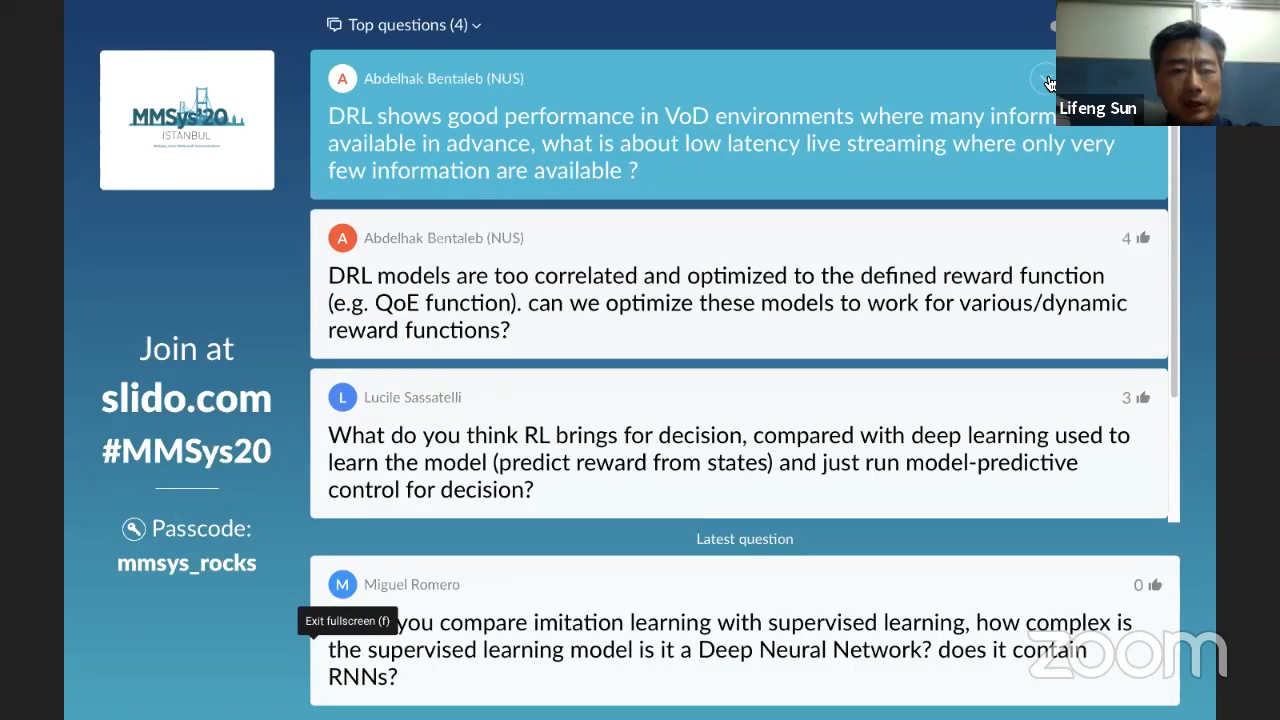 Top questions (4)
MMSys'20
ISTANBUL
A Abdelhak Bentaleb (NUS)
DRL shows good performance in VoD environments where many inform
available in advance, what is about low latency live streaming where only very
few information are available ?
Lifeng Sun
A Abdelhak Bentaleb (NUS)
4
DRL models are too correlated and optimized to the defined reward function
(e.g. QoE function). can we optimize these models to work for various/dynamic
reward functions?
L Lucile Sassatelli
3
What do you think RL brings for decision, compared with deep learning used to
learn the model (predict reward from states) and just run model-predictive
control for decision?
Join at
slido.com
#MMSys20
Passcode:
mmsys_rocks
Latest question
M Miguel Romero
0
Exit fullscreen (f)
you compare imitation learning with supervised learning, how complex is
the supervised learning model is it a Deep Neural Network? does it contain
RNNs?
zoom